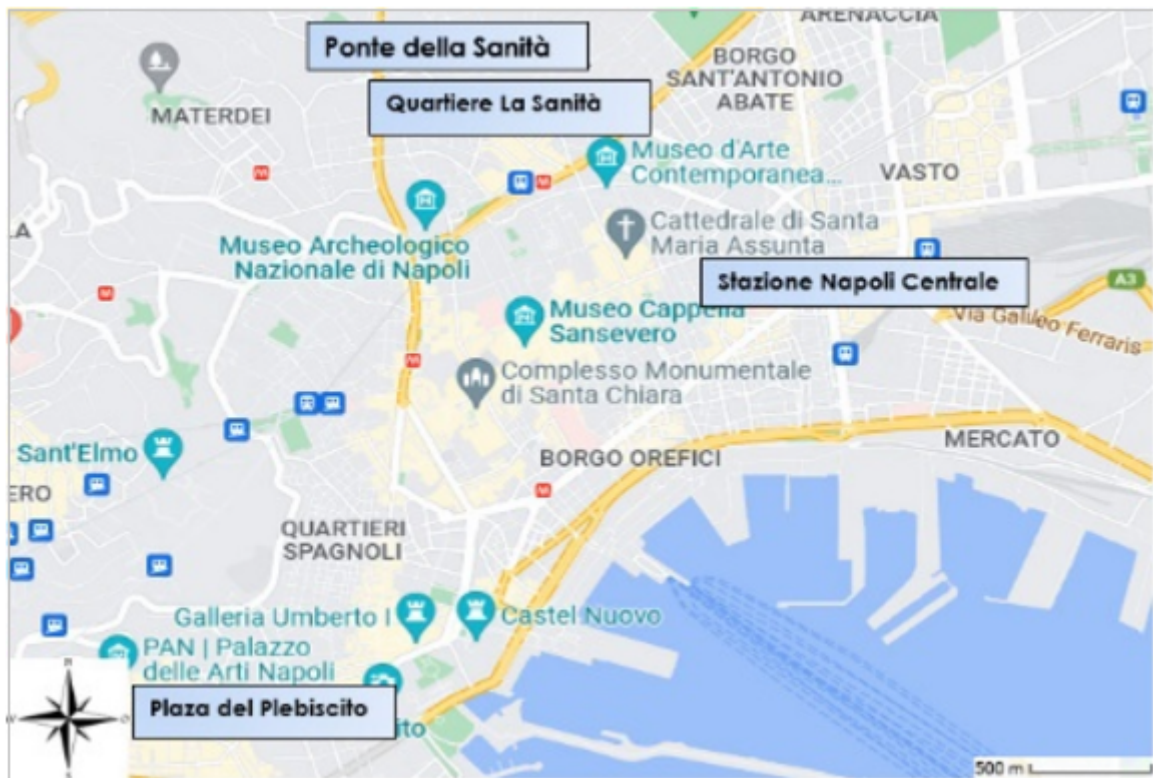 ARENACCIA
Ponte della Sanità
BORGO
SANT'ANTONIO
ABATE
Quartiere La Sanità
MATERDEI
Museo d'Arte
Contemporanea...
VASTO
Cattedrale di Santa
Maria Assunta
LA
Museo Archeologico
Nazionale di Napoli
Stazione Napoli Centrale
A3
Via Galileo Ferraris
Museo Cappella
Sansevero
Complesso Monumentale
di Santa Chiara
MERCATO
Sant'Elmo
BORGO OREFICI
ERO
QUARTIERI
SPAGNOLI
Galleria Umberto I
Castel Nuovo
PAN | Palazzo
delle Arti Napoli
Plaza del Plebiscito
ito
500 m